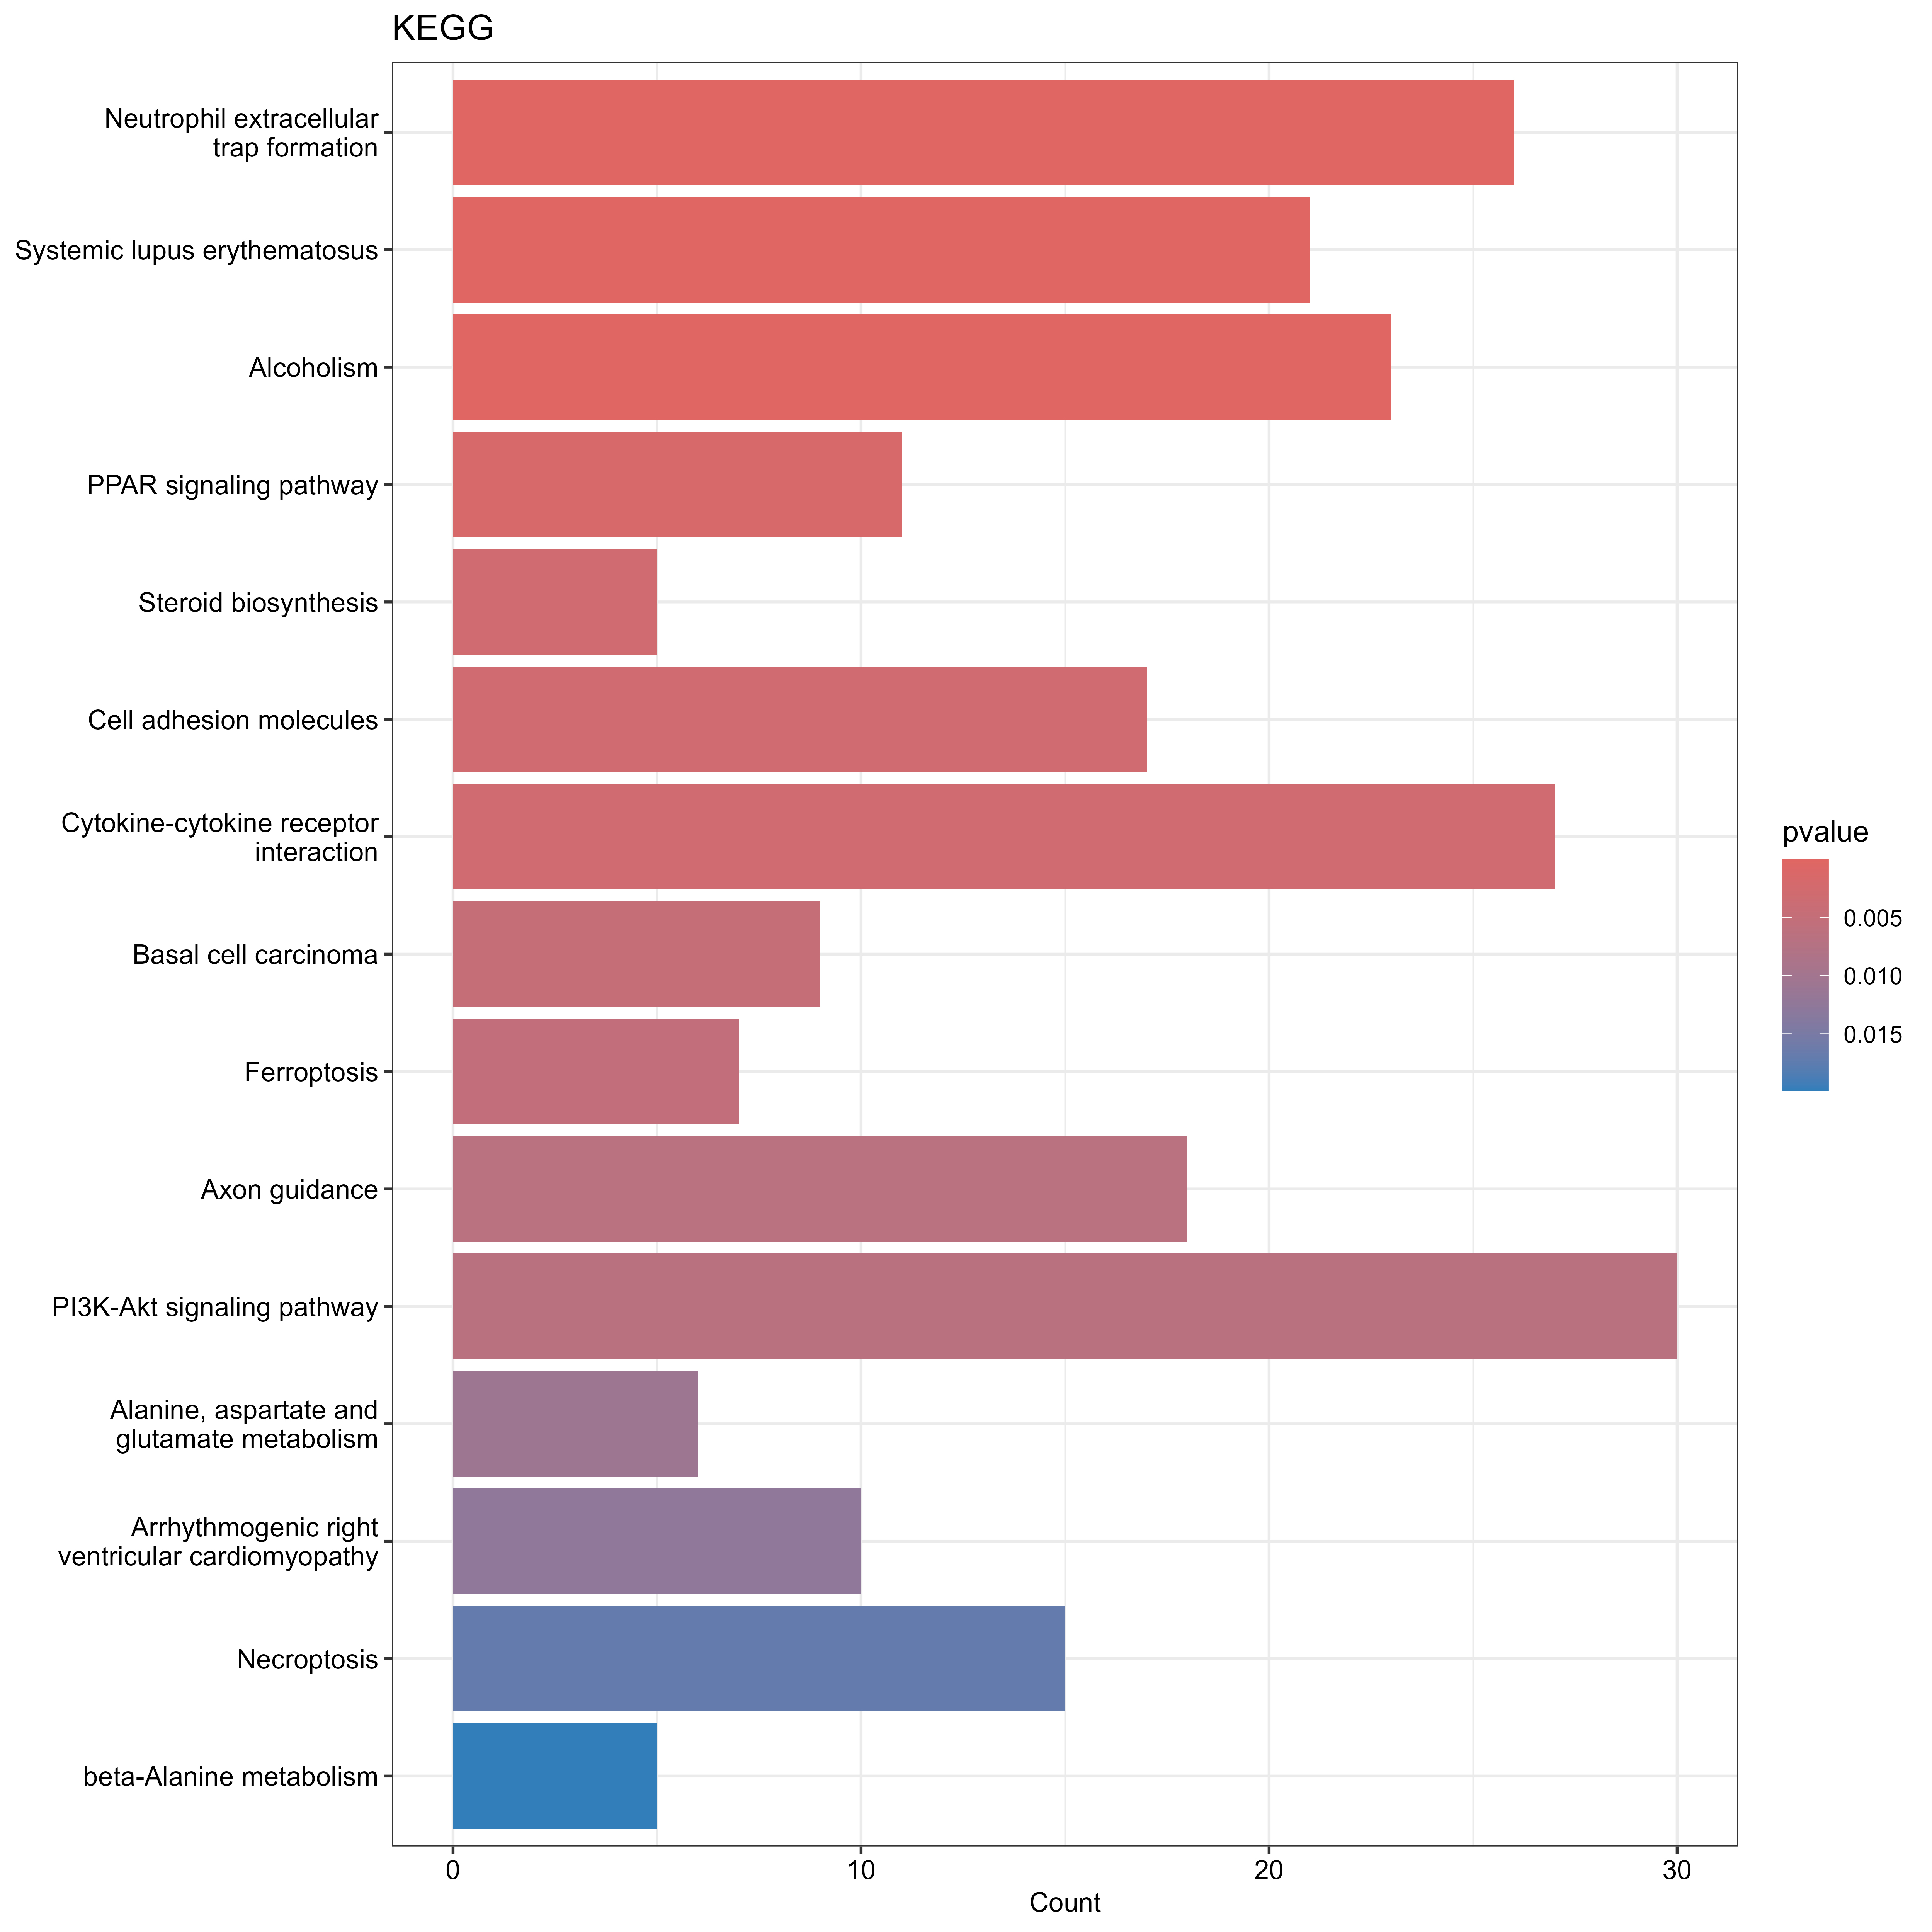 KEGG
Neutrophil extracellular
trap formation
Systemic lupus erythematosus
Alcoholism
PPAR signaling pathway
Steroid biosynthesis
Cell adhesion molecules
Cytokine-cytokine receptor
interaction
Basal cell carcinoma
Ferroptosis
Axon guidance
PI3K-Akt signaling pathway
Alanine, aspartate and
glutamate metabolism
Arrhythmogenic right
ventricular cardiomyopathy
Necroptosis
beta-Alanine metabolism
0 10 20 30
Count
pvalue
0.005
0.010
0.015